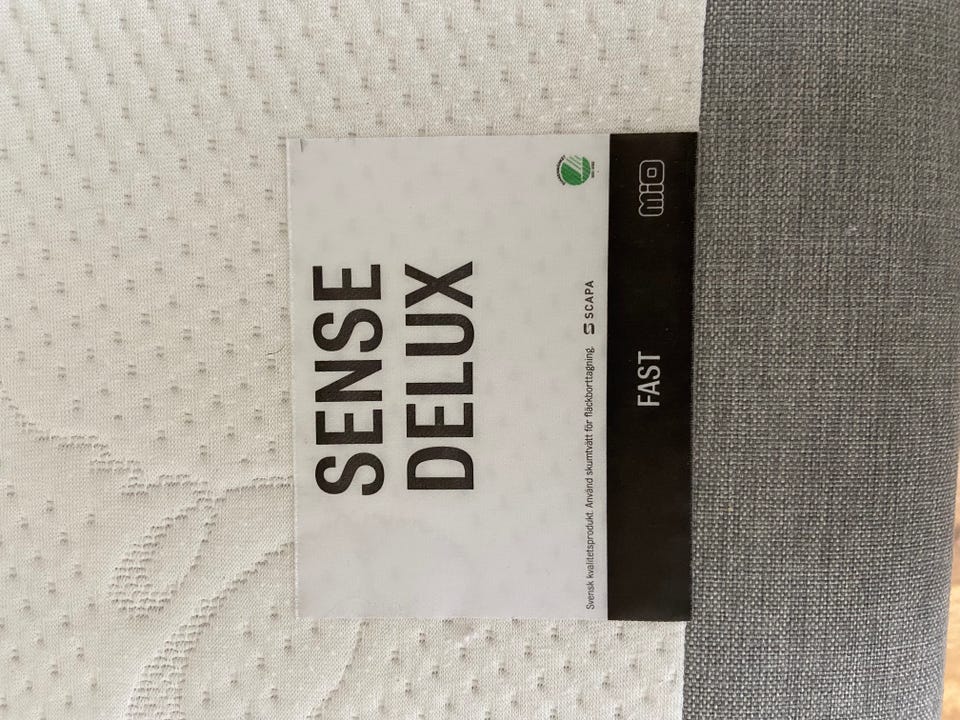 SENSE
DELUX
Svensk kvalitetsprodukt. Använd skumtvätt för fläckborttagning.
SCAPA
FAST
MiO